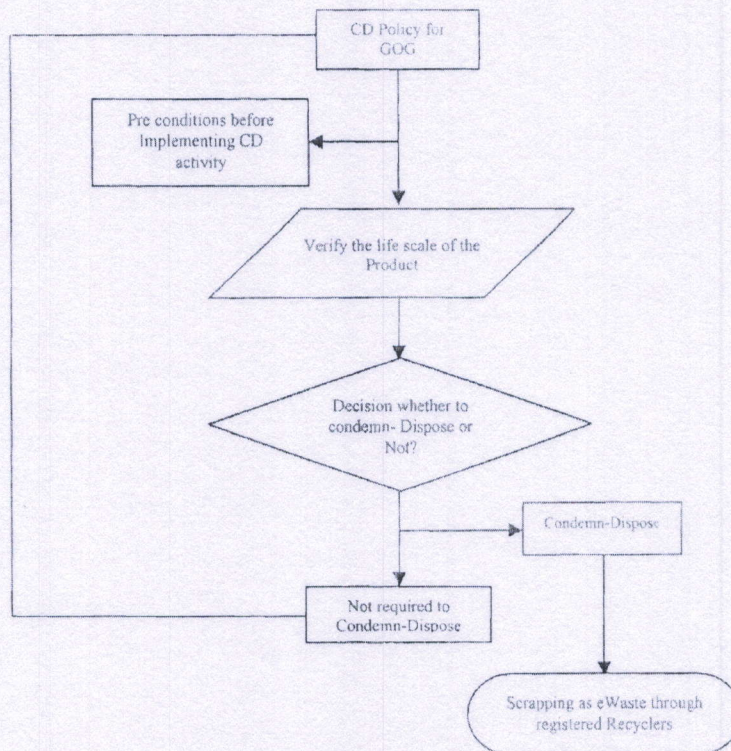 CD Policy for
GOG
Pre conditions before
Implementing CD
activity
Verify the life scale of the
Product
Decision whether to
condemn- Dispose or
Not?
Condemn-Dispose
Not required to
Condemn-Dispose
Scrapping as eWaste through
registered Recyclers